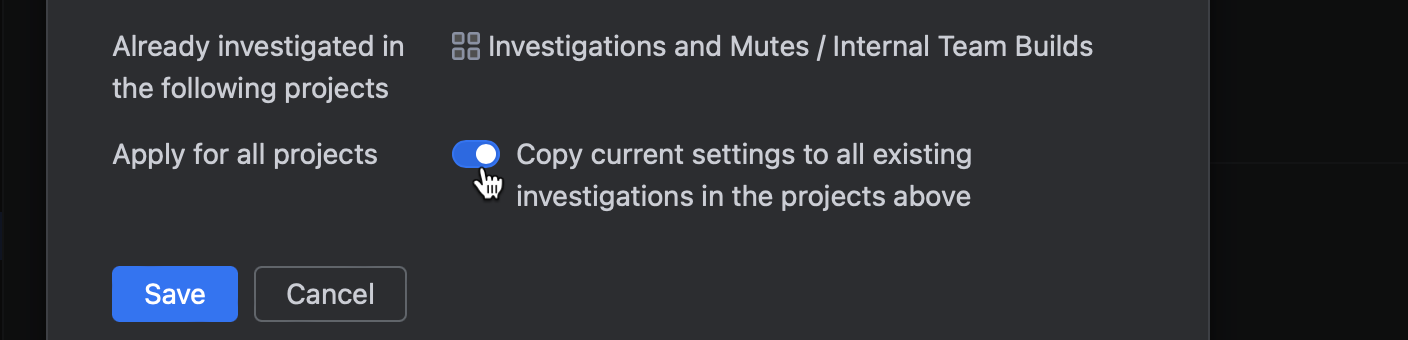 Already investigated in
the following projects
Investigations and Mutes / Internal Team Builds
Apply for all projects
Copy current settings to all existing
investigations in the projects above
Save
Cancel